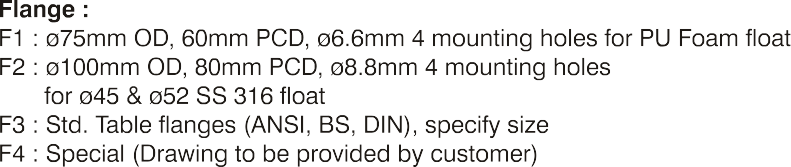 Flange :
F1 : ø75mm OD, 60mm PCD, ø6.6mm 4 mounting holes for PU Foam float
F2 : ø100mm OD, 80mm PCD, ø8.8mm 4 mounting holes
for ø45 & ø52 SS 316 float
F3 : Std. Table flanges (ANSI, BS, DIN), specify size
F4 : Special (Drawing to be provided by customer)